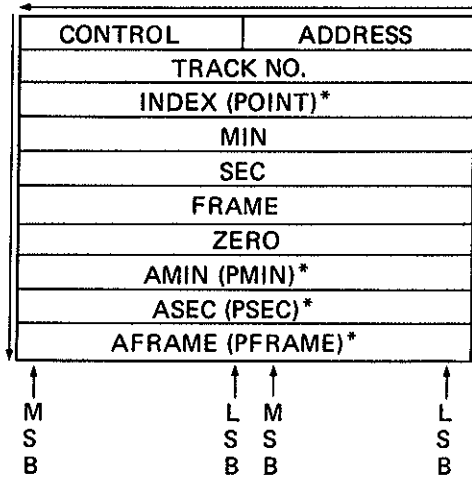 CONTROL ADDRESS
TRACK NO.
INDEX (POINT)*
MIN
SEC
FRAME
ZERO
AMIN (PMIN)*
ASEC (PSEC)*
AFRAME (PFRAME)*
M L M L
S S S S
B B B B